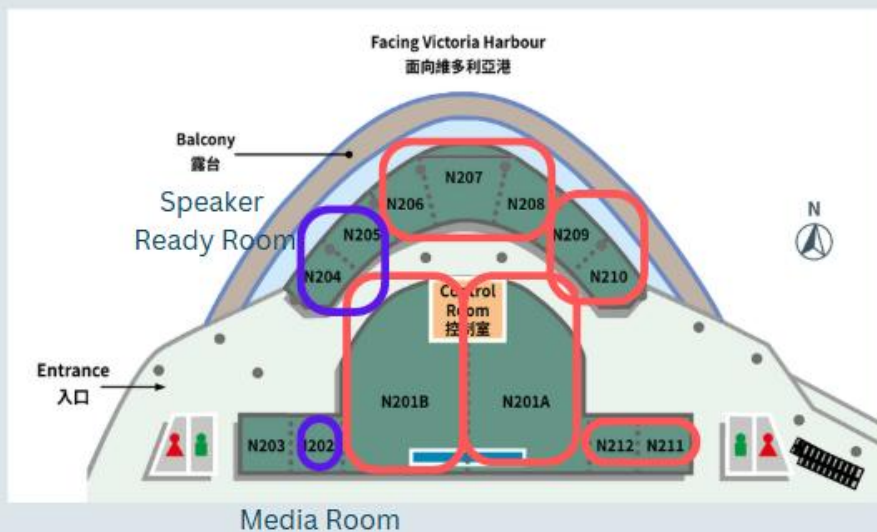 Facing Victoria Harbour
面向維多利亞港
Balcony
露台
Speaker
Ready Room
N207
N206
N208
N205
N209
N204
N210
N
Control
Room
控制室
Entrance
入口
N201B
N201A
N203
N202
N212
N211
Media Room